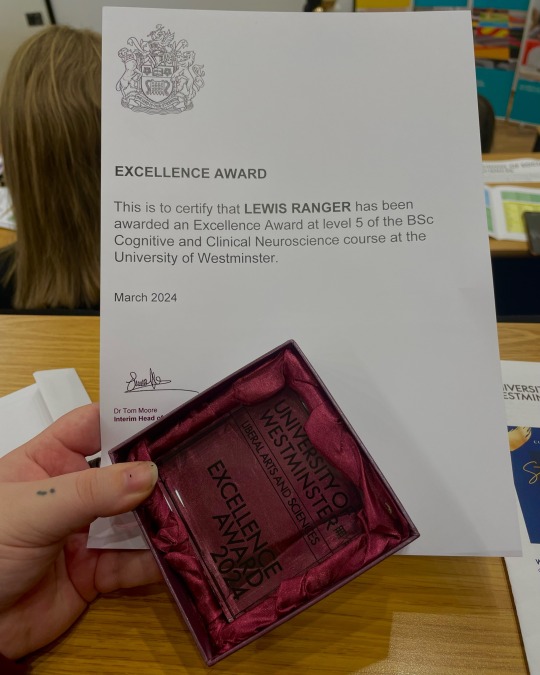 EXCELLENCE AWARD
This is to certify that LEWIS RANGER has been
awarded an Excellence Award at level 5 of the BSc
Cognitive and Clinical Neuroscience course at the
University of Westminster.
March 2024
Dr Tom Moore
Interim Head of
UNIVERSITY OF
WESTMINSTER
LIBERAL ARTS AND SCIENCES
EXCELLENCE
AWARD
2024